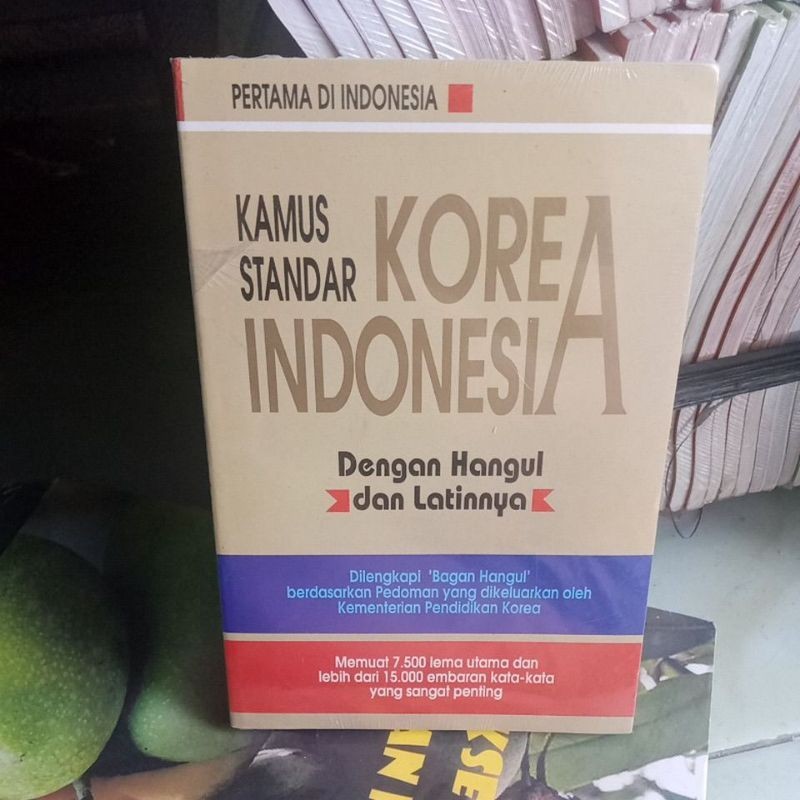 PERTAMA DI INDONESIA
KAMUS
STANDAR
KOREA
INDONESIA
Dengan Hangul
dan Latinnya
Dilengkapi 'Bagan Hangul'
berdasarkan Pedoman yang dikeluarkan oleh
Kementerian Pendidikan Korea
Memuat 7.500 lema utama dan
lebih dari 15.000 embaran kata-kata
yang sangat penting